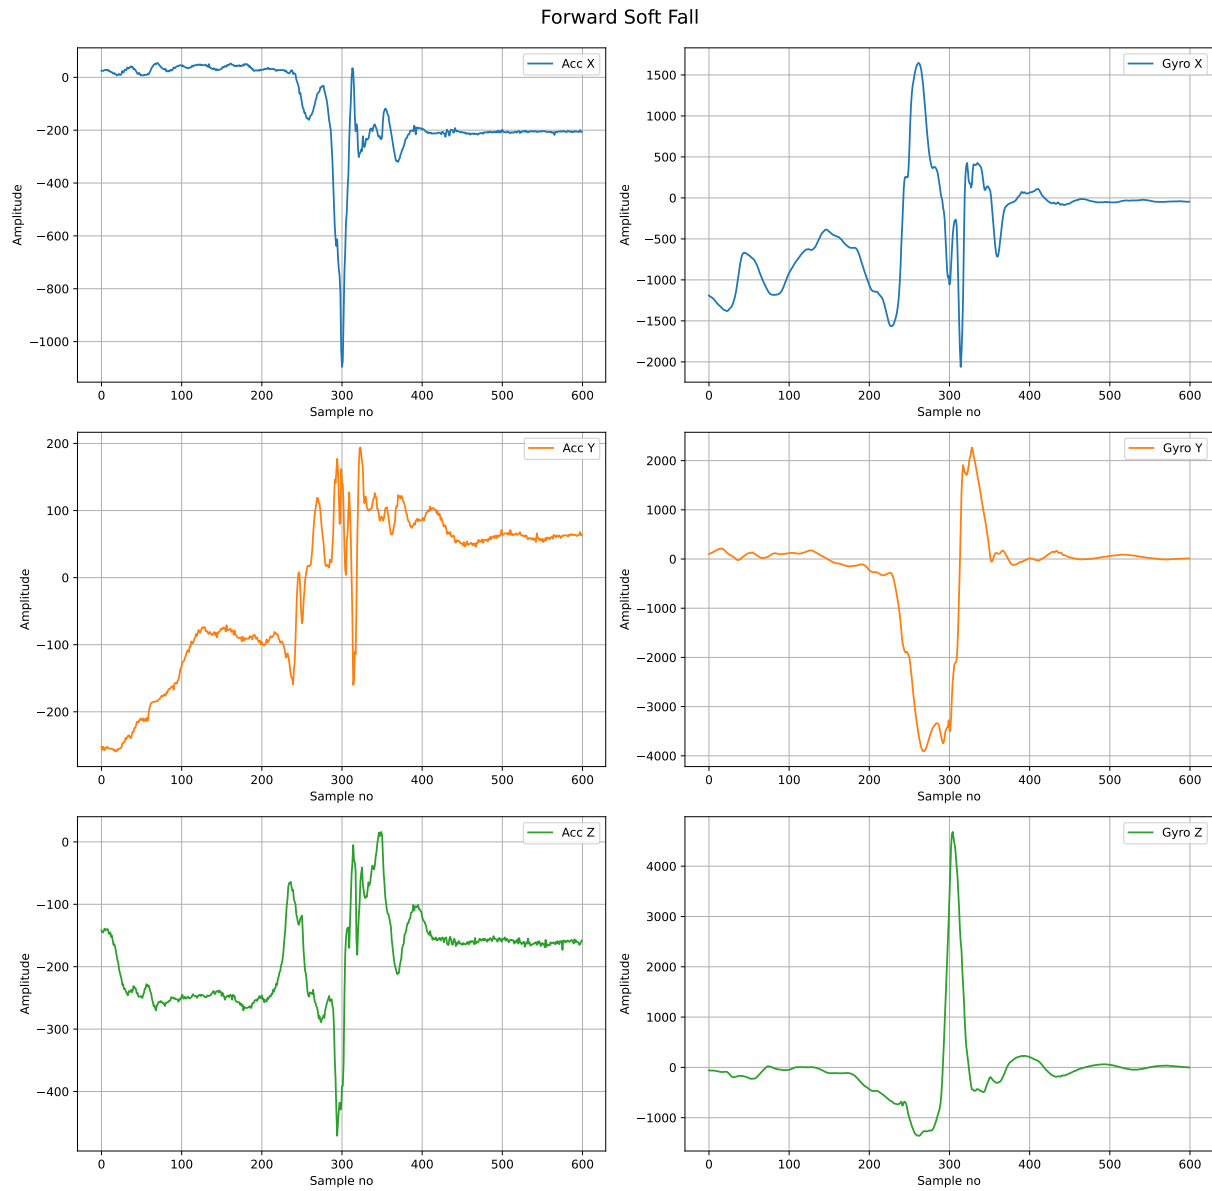 Forward Soft Fall
Acc X
0
−200
−400
−600
−800
−1000
Amplitude
0 100 200 300 400 500 600
Sample no
Gyro X
1500
1000
500
0
−500
−1000
−1500
−2000
Amplitude
0 100 200 300 400 500 600
Sample no
Acc Y
200
100
0
−100
−200
Amplitude
0 100 200 300 400 500 600
Sample no
Gyro Y
2000
1000
0
−1000
−2000
−3000
−4000
Amplitude
0 100 200 300 400 500 600
Sample no
Acc Z
0
−100
−200
−300
−400
Amplitude
0 100 200 300 400 500 600
Sample no
Gyro Z
4000
3000
2000
1000
0
−1000
Amplitude
0 100 200 300 400 500 600
Sample no